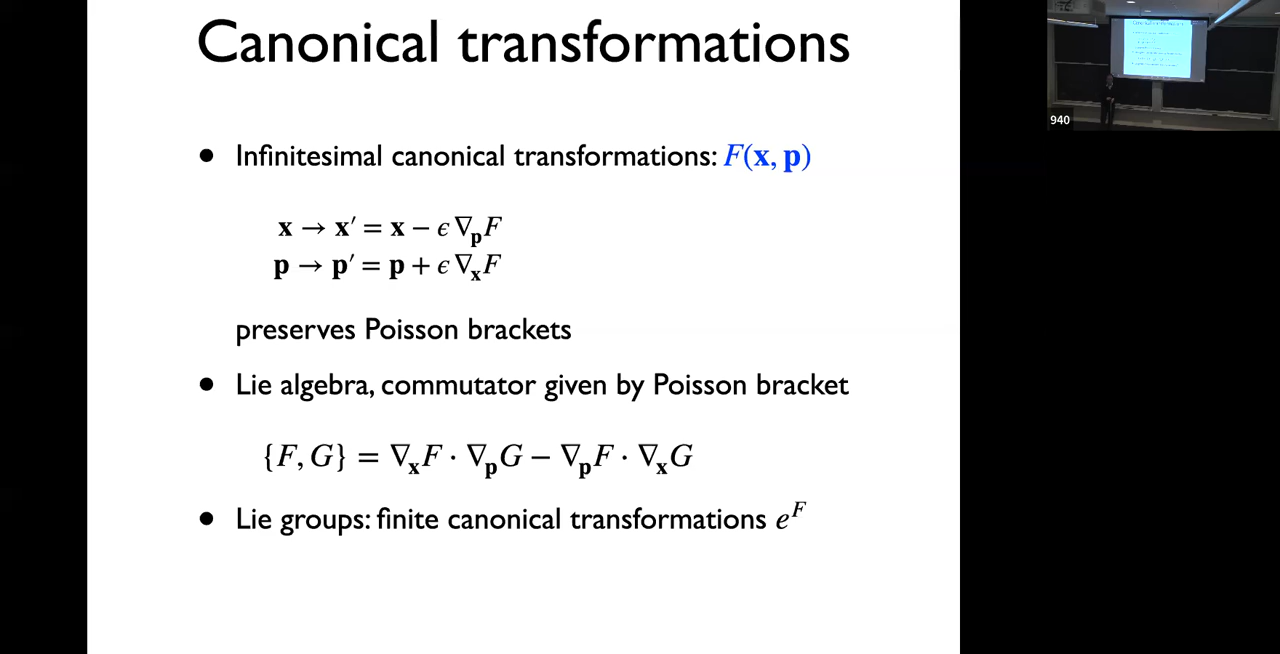 Canonical transformations
• Infinitesimal canonical transformations: F(x, p)
x → x′ = x − ϵ∇ₚF
p → p′ = p + ϵ∇ₓF
preserves Poisson brackets
• Lie algebra, commutator given by Poisson bracket
{F, G} = ∇ₓF · ∇ₚG − ∇ₚF · ∇ₓG
• Lie groups: finite canonical transformations eᶠ
940